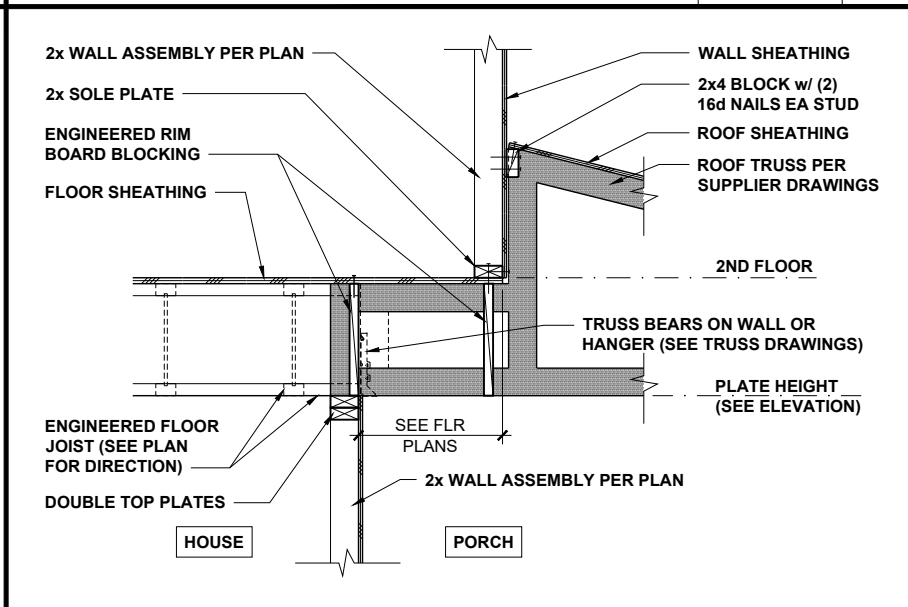 2x WALL ASSEMBLY PER PLAN
2x SOLE PLATE
ENGINEERED RIM
BOARD BLOCKING
FLOOR SHEATHING
WALL SHEATHING
2x4 BLOCK w/ (2)
16d NAILS EA STUD
ROOF SHEATHING
ROOF TRUSS PER
SUPPLIER DRAWINGS
2ND FLOOR
TRUSS BEARS ON WALL OR
HANGER (SEE TRUSS DRAWINGS)
PLATE HEIGHT
(SEE ELEVATION)
ENGINEERED FLOOR
JOIST (SEE PLAN
FOR DIRECTION)
DOUBLE TOP PLATES
SEE FLR
PLANS
2x WALL ASSEMBLY PER PLAN
HOUSE
PORCH